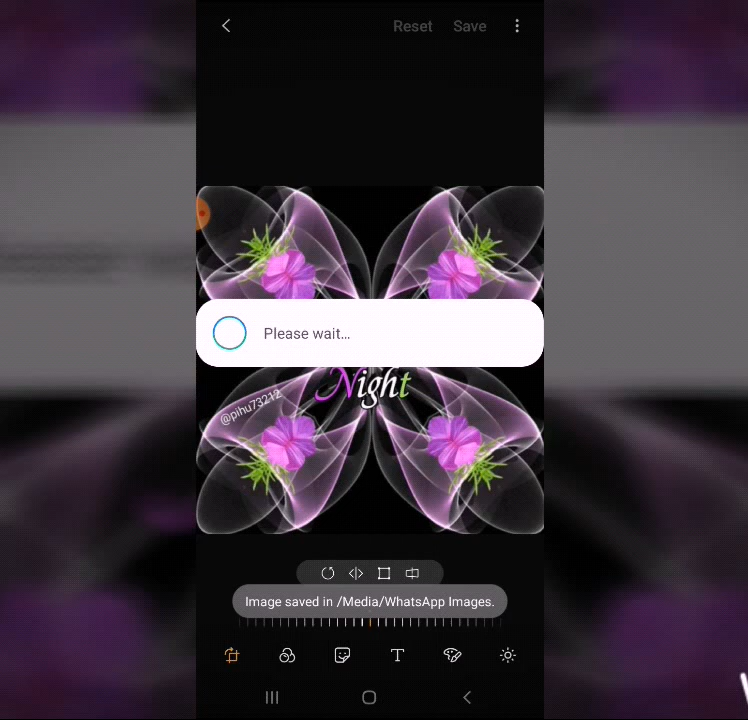 Reset Save
Please wait...
Night
@pihu73212
Image saved in /Media/WhatsApp Images.
T